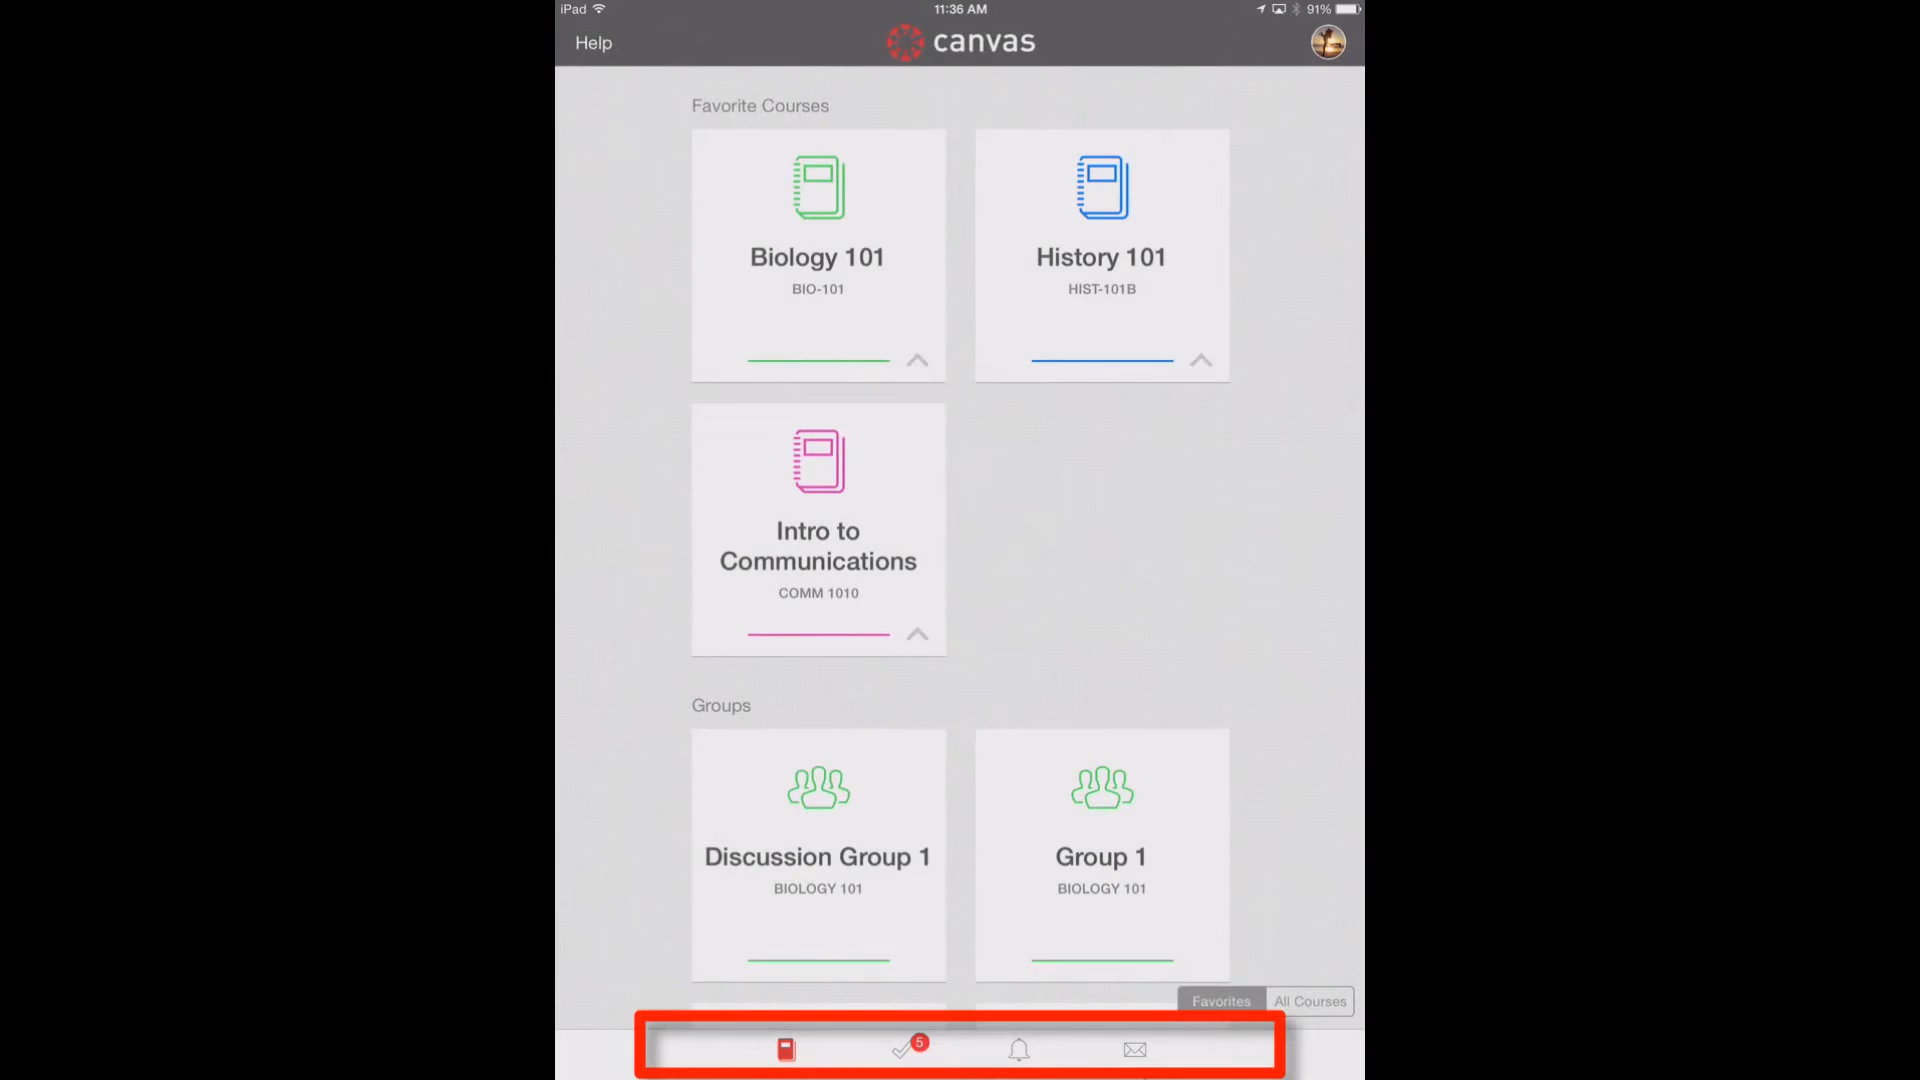 iPad
11:36 AM
91%
Help
canvas
Favorite Courses
Biology 101
BIO-101
History 101
HIST-101B
Intro to
Communications
COMM 1010
Groups
Discussion Group 1
BIOLOGY 101
Group 1
BIOLOGY 101
Favorites
All Courses
5